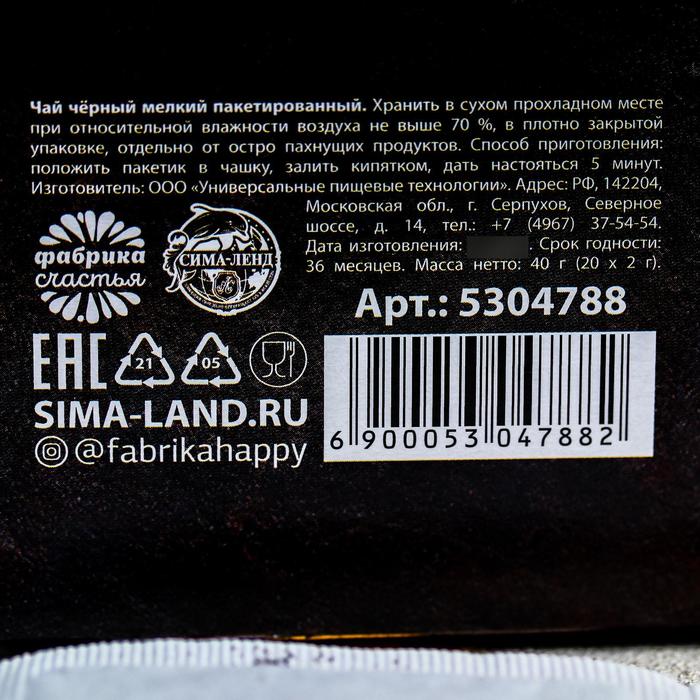 Чай чёрный мелкий пакетированный. Хранить в сухом прохладном месте
при относительной влажности воздуха не выше 70 %, в плотно закрытой
упаковке, отдельно от остро пахнущих продуктов. Способ приготовления:
положить пакетик в чашку, залить кипятком, дать настояться 5 минут.
Изготовитель: ООО «Универсальные пищевые технологии». Адрес: РФ, 142204,
Московская обл., г. Серпухов, Северное
шоссе, д. 14, тел.: +7 (4967) 37-54-54.
Дата изготовления: . Срок годности:
36 месяцев. Масса нетто: 40 г (20 х 2 г).
фабрика
счастья
СИМА-ЛЕНД
Арт.: 5304788
EAC 21 05
SIMA-LAND.RU
@fabrikahappy
6 900053 047882